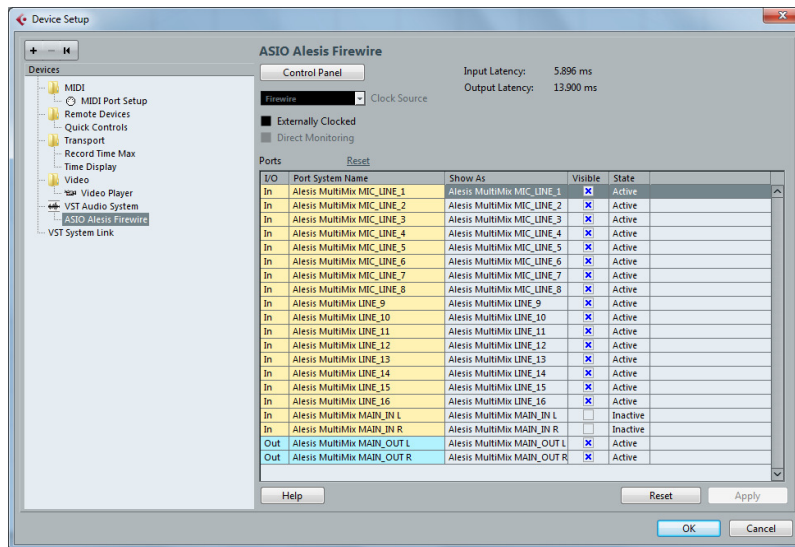 Device Setup
Devices
MIDI
MIDI Port Setup
Remote Devices
Quick Controls
Transport
Record Time Max
Time Display
Video
Video Player
VST Audio System
ASIO Alesis Firewire
VST System Link
ASIO Alesis Firewire
Control Panel
Input Latency: 5.896 ms
Output Latency: 13.900 ms
Firewire Clock Source
Externally Clocked
Direct Monitoring
Ports Reset
I/O Port System Name Show As Visible State
In Alesis MultiMix MIC_LINE_1 Alesis MultiMix MIC_LINE_1 Active
In Alesis MultiMix MIC_LINE_2 Alesis MultiMix MIC_LINE_2 Active
In Alesis MultiMix MIC_LINE_3 Alesis MultiMix MIC_LINE_3 Active
In Alesis MultiMix MIC_LINE_4 Alesis MultiMix MIC_LINE_4 Active
In Alesis MultiMix MIC_LINE_5 Alesis MultiMix MIC_LINE_5 Active
In Alesis MultiMix MIC_LINE_6 Alesis MultiMix MIC_LINE_6 Active
In Alesis MultiMix MIC_LINE_7 Alesis MultiMix MIC_LINE_7 Active
In Alesis MultiMix MIC_LINE_8 Alesis MultiMix MIC_LINE_8 Active
In Alesis MultiMix LINE_9 Alesis MultiMix LINE_9 Active
In Alesis MultiMix LINE_10 Alesis MultiMix LINE_10 Active
In Alesis MultiMix LINE_11 Alesis MultiMix LINE_11 Active
In Alesis MultiMix LINE_12 Alesis MultiMix LINE_12 Active
In Alesis MultiMix LINE_13 Alesis MultiMix LINE_13 Active
In Alesis MultiMix LINE_14 Alesis MultiMix LINE_14 Active
In Alesis MultiMix LINE_15 Alesis MultiMix LINE_15 Active
In Alesis MultiMix LINE_16 Alesis MultiMix LINE_16 Active
In Alesis MultiMix MAIN_IN L Alesis MultiMix MAIN_IN L Inactive
In Alesis MultiMix MAIN_IN R Alesis MultiMix MAIN_IN R Inactive
Out Alesis MultiMix MAIN_OUT L Alesis MultiMix MAIN_OUT L Active
Out Alesis MultiMix MAIN_OUT R Alesis MultiMix MAIN_OUT R Active
Help Reset Apply
OK Cancel